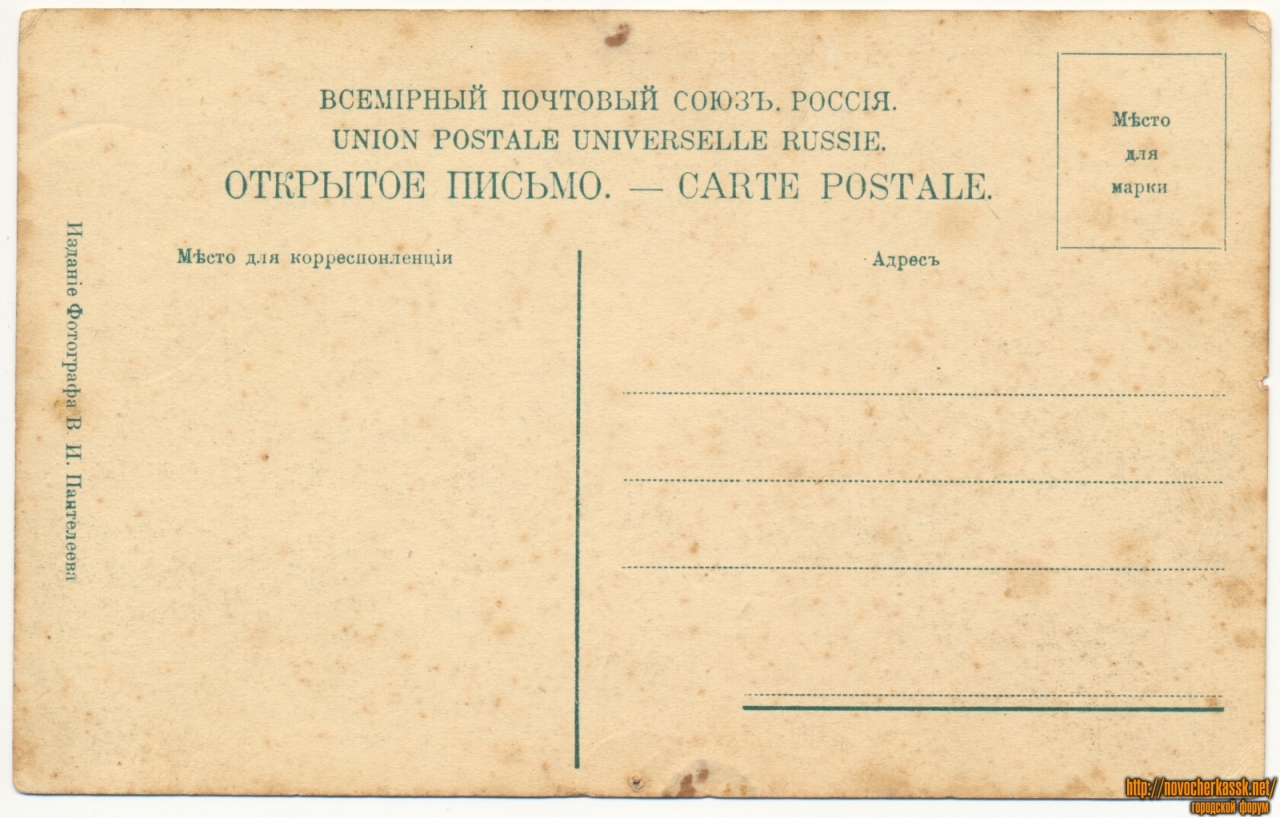 ВСЕМІРНЫЙ ПОЧТОВЫЙ СОЮЗЪ. РОССІЯ.
UNION POSTALE UNIVERSELLE RUSSIE.
ОТКРЫТОЕ ПИСЬМО. — CARTE POSTALE.
Мѣсто
для
марки
Мѣсто для корреспонленціи
Адресъ
Изданіе Фотографа В. И. Пантелеева
http://novocherkassk.net/
городской форум